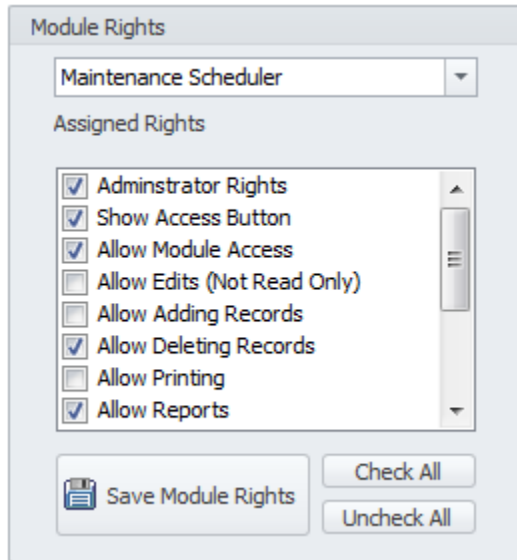 Module Rights
Maintenance Scheduler
Assigned Rights
Adminstrator Rights
Show Access Button
Allow Module Access
Allow Edits (Not Read Only)
Allow Adding Records
Allow Deleting Records
Allow Printing
Allow Reports
Save Module Rights
Check All
Uncheck All